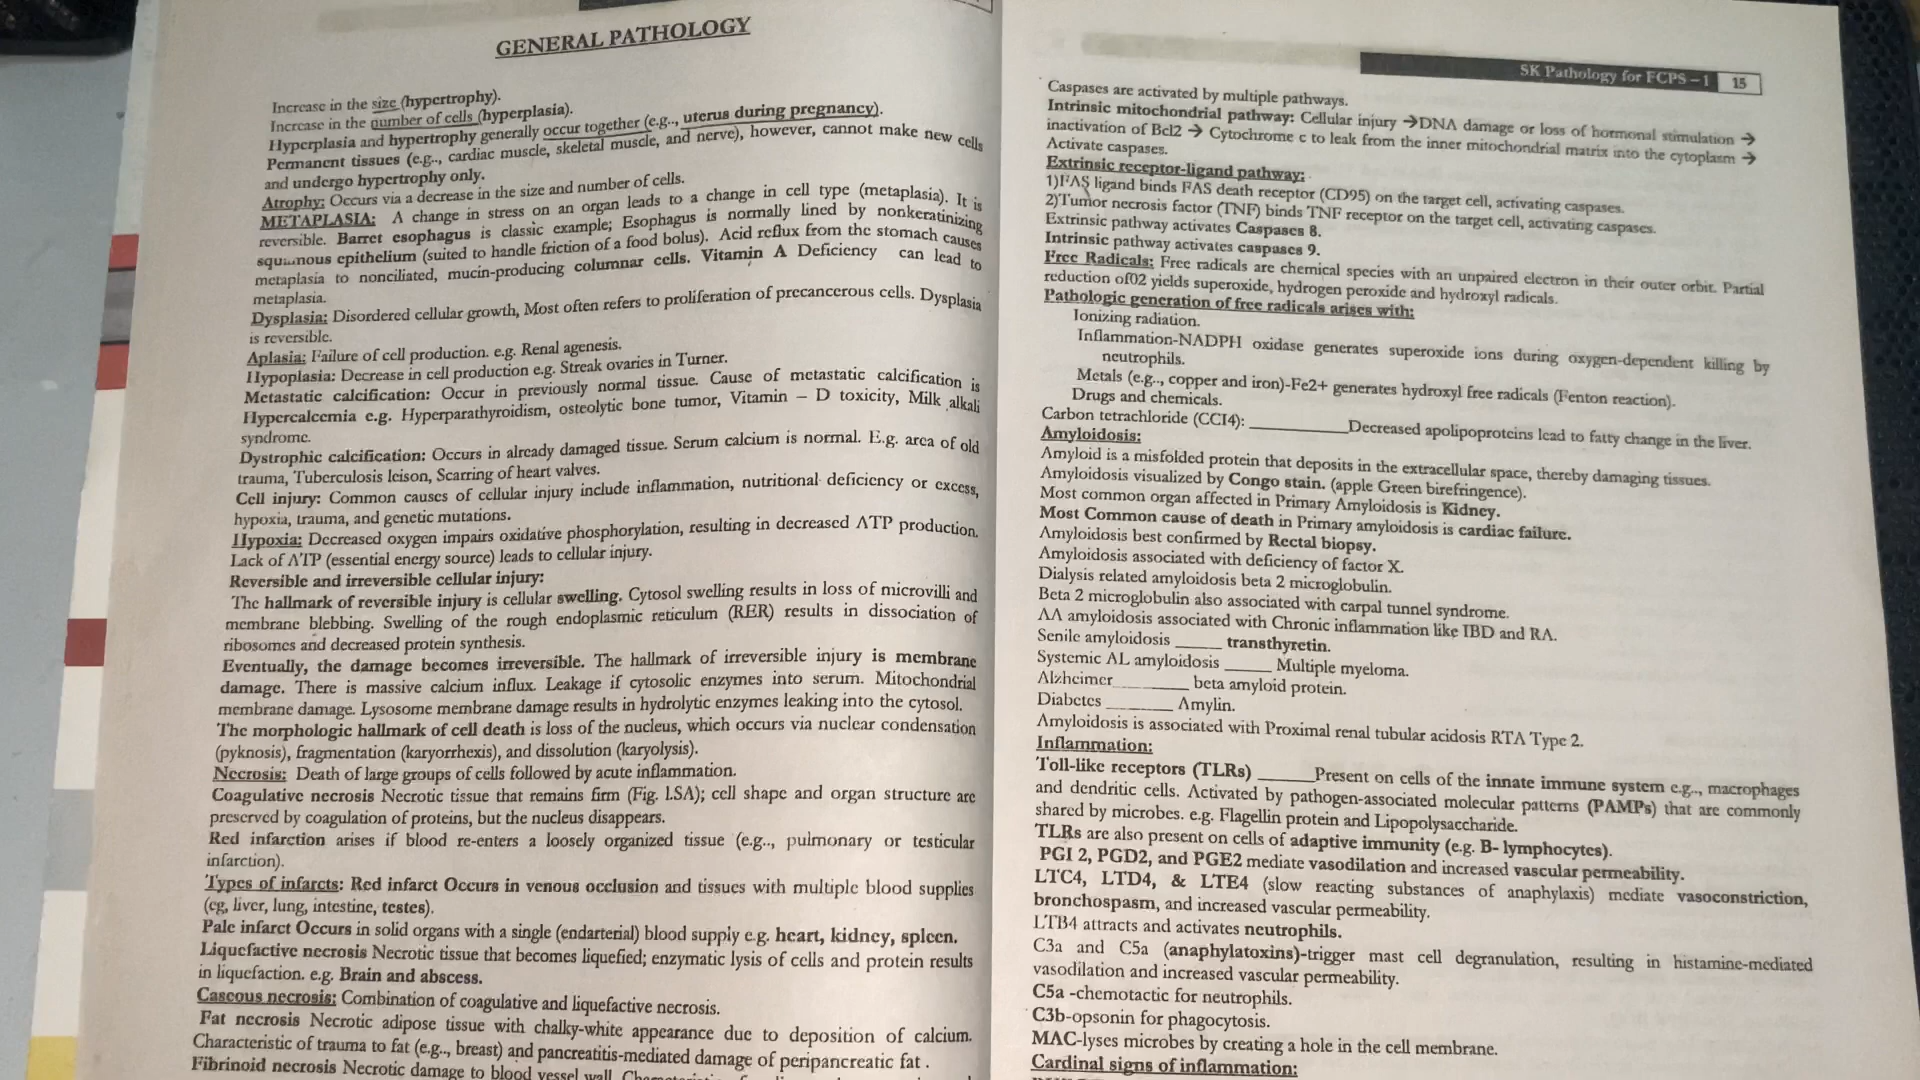 GENERAL PATHOLOGY
Increase in the size (hypertrophy).
Increase in the number of cells (hyperplasia).
Hyperplasia and hypertrophy generally occur together (e.g.., uterus during pregnancy).
Permanent tissues (e.g., cardiac muscle, skeletal muscle, and nerve), however, cannot make new cells
and undergo hypertrophy only.
Atrophy: Occurs via a decrease in the size and number of cells.
METAPLASIA: A change in stress on an organ leads to a change in cell type (metaplasia). It is
reversible. Barret esophagus is classic example; Esophagus is normally lined by nonkeratinizing
squamous epithelium (suited to handle friction of a food bolus). Acid reflux from the stomach causes
metaplasia to nonciliated, mucin-producing columnar cells. Vitamin A Deficiency can lead to
metaplasia.
Dysplasia: Disordered cellular growth, Most often refers to proliferation of precancerous cells. Dysplasia
is reversible.
Aplasia: Failure of cell production. e.g. Renal agenesis.
Hypoplasia: Decrease in cell production e.g. Streak ovaries in Turner.
Metastatic calcification: Occur in previously normal tissue. Cause of metastatic calcification is
Hypercalcemia e.g. Hyperparathyroidism, osteolytic bone tumor, Vitamin – D toxicity, Milk alkali
syndrome.
Dystrophic calcification: Occurs in already damaged tissue. Serum calcium is normal. E.g. area of old
trauma, Tuberculosis leison, Scarring of heart valves.
Cell injury: Common causes of cellular injury include inflammation, nutritional deficiency or excess,
hypoxia, trauma, and genetic mutations.
Hypoxia: Decreased oxygen impairs oxidative phosphorylation, resulting in decreased ATP production.
Lack of ATP (essential energy source) leads to cellular injury.
Reversible and irreversible cellular injury:
The hallmark of reversible injury is cellular swelling. Cytosol swelling results in loss of microvilli and
membrane blebbing. Swelling of the rough endoplasmic reticulum (RER) results in dissociation of
ribosomes and decreased protein synthesis.
Eventually, the damage becomes irreversible. The hallmark of irreversible injury is membrane
damage. There is massive calcium influx. Leakage if cytosolic enzymes into serum. Mitochondrial
membrane damage. Lysosome membrane damage results in hydrolytic enzymes leaking into the cytosol.
The morphologic hallmark of cell death is loss of the nucleus, which occurs via nuclear condensation
(pyknosis), fragmentation (karyorrhexis), and dissolution (karyolysis).
Necrosis: Death of large groups of cells followed by acute inflammation.
Coagulative necrosis Necrotic tissue that remains firm (Fig. 1.SA); cell shape and organ structure are
preserved by coagulation of proteins, but the nucleus disappears.
Red infarction arises if blood re-enters a loosely organized tissue (e.g.., pulmonary or testicular
infarction).
Types of infarcts: Red infarct Occurs in venous occlusion and tissues with multiple blood supplies
(eg, liver, lung, intestine, testes).
Pale infarct Occurs in solid organs with a single (endarterial) blood supply e.g. heart, kidney, spleen.
Liquefactive necrosis Necrotic tissue that becomes liquefied; enzymatic lysis of cells and protein results
in liquefaction. e.g. Brain and abscess.
Caseous necrosis: Combination of coagulative and liquefactive necrosis.
Fat necrosis Necrotic adipose tissue with chalky-white appearance due to deposition of calcium.
Characteristic of trauma to fat (e.g.., breast) and pancreatitis-mediated damage of peripancreatic fat .
Fibrinoid necrosis Necrotic damage to blood vessel wall.
SK Pathology for FCPS – 1 15
Caspases are activated by multiple pathways.
Intrinsic mitochondrial pathway: Cellular injury →DNA damage or loss of hormonal stimulation →
inactivation of Bcl2 → Cytochrome c to leak from the inner mitochondrial matrix into the cytoplasm →
Activate caspases.
Extrinsic receptor-ligand pathway:
1)FAS ligand binds FAS death receptor (CD95) on the target cell, activating caspases.
2)Tumor necrosis factor (TNF) binds TNF receptor on the target cell, activating caspases.
Extrinsic pathway activates Caspases 8.
Intrinsic pathway activates caspases 9.
Free Radicals: Free radicals are chemical species with an unpaired electron in their outer orbit. Partial
reduction of02 yields superoxide, hydrogen peroxide and hydroxyl radicals.
Pathologic generation of free radicals arises with:
Ionizing radiation.
Inflammation-NADPH oxidase generates superoxide ions during oxygen-dependent killing by
neutrophils.
Metals (e.g.., copper and iron)-Fe2+ generates hydroxyl free radicals (Fenton reaction).
Drugs and chemicals.
Carbon tetrachloride (CCI4): __________Decreased apolipoproteins lead to fatty change in the liver.
Amyloidosis:
Amyloid is a misfolded protein that deposits in the extracellular space, thereby damaging tissues.
Amyloidosis visualized by Congo stain. (apple Green birefringence).
Most common organ affected in Primary Amyloidosis is Kidney.
Most Common cause of death in Primary amyloidosis is cardiac failure.
Amyloidosis best confirmed by Rectal biopsy.
Amyloidosis associated with deficiency of factor X.
Dialysis related amyloidosis beta 2 microglobulin.
Beta 2 microglobulin also associated with carpal tunnel syndrome.
AA amyloidosis associated with Chronic inflammation like IBD and RA.
Senile amyloidosis _____ transthyretin.
Systemic AL amyloidosis _____ Multiple myeloma.
Alzheimer________ beta amyloid protein.
Diabetes _______ Amylin.
Amyloidosis is associated with Proximal renal tubular acidosis RTA Type 2.
Inflammation:
Toll-like receptors (TLRs) ______Present on cells of the innate immune system e.g.., macrophages
and dendritic cells. Activated by pathogen-associated molecular patterns (PAMPs) that are commonly
shared by microbes. e.g. Flagellin protein and Lipopolysaccharide.
TLRs are also present on cells of adaptive immunity (e.g. B- lymphocytes).
PGI 2, PGD2, and PGE2 mediate vasodilation and increased vascular permeability.
LTC4, LTD4, & LTE4 (slow reacting substances of anaphylaxis) mediate vasoconstriction,
bronchospasm, and increased vascular permeability.
LTB4 attracts and activates neutrophils.
C3a and C5a (anaphylatoxins)-trigger mast cell degranulation, resulting in histamine-mediated
vasodilation and increased vascular permeability.
C5a -chemotactic for neutrophils.
C3b-opsonin for phagocytosis.
MAC-lyses microbes by creating a hole in the cell membrane.
Cardinal signs of inflammation: